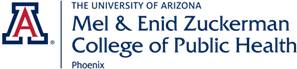 A
THE UNIVERSITY OF ARIZONA
Mel & Enid Zuckerman
College of Public Health
Phoenix